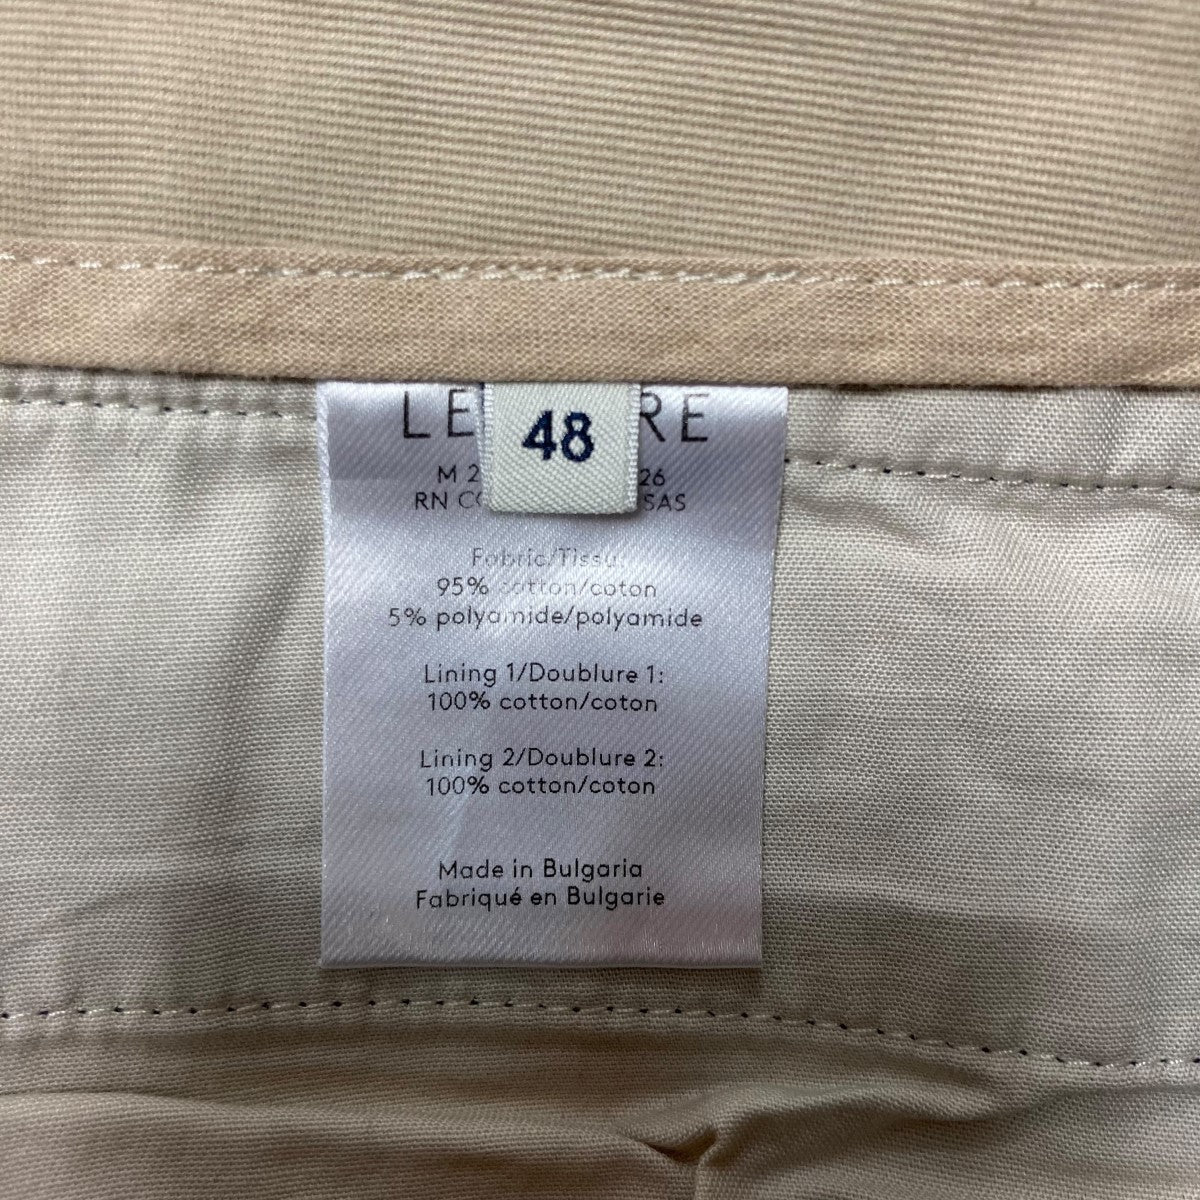 48
LE RE
M 2 26
RN CO SAS
Fabric/Tissu:
95% cotton/coton
5% polyamide/polyamide
Lining 1/Doublure 1:
100% cotton/coton
Lining 2/Doublure 2:
100% cotton/coton
Made in Bulgaria
Fabriqué en Bulgarie